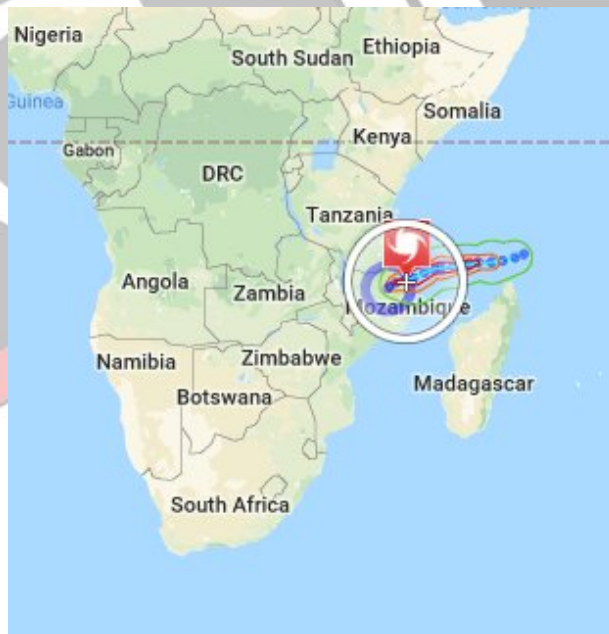 Nigeria
South Sudan
Ethiopia
Guinea
Somalia
Gabon
Kenya
DRC
Tanzania
Angola
Zambia
Mozambique
Namibia
Zimbabwe
Madagascar
Botswana
South Africa